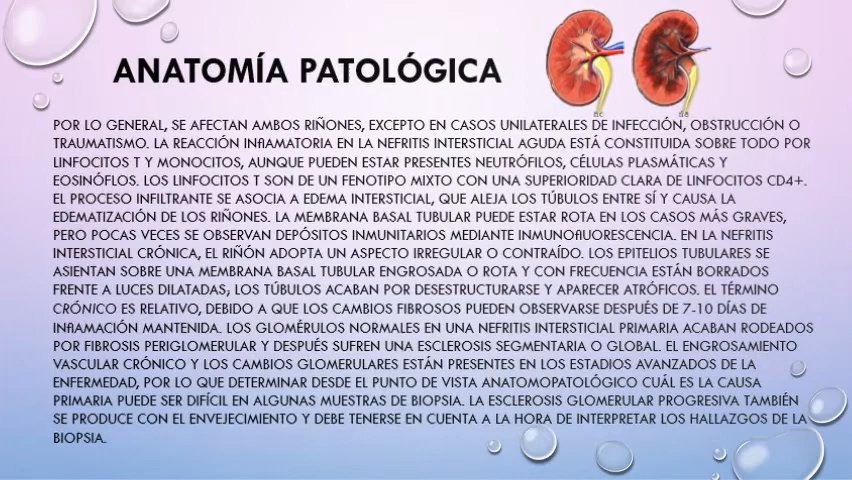 ANATOMÍA PATOLÓGICA
POR LO GENERAL, SE AFECTAN AMBOS RIÑONES, EXCEPTO EN CASOS UNILATERALES DE INFECCIÓN, OBSTRUCCIÓN O
TRAUMATISMO. LA REACCIÓN INflAMATORIA EN LA NEFRITIS INTERSTICIAL AGUDA ESTÁ CONSTITUIDA SOBRE TODO POR
LINFOCITOS T Y MONOCITOS, AUNQUE PUEDEN ESTAR PRESENTES NEUTRÓFILOS, CÉLULAS PLASMÁTICAS Y
EOSINÓFLOS. LOS LINFOCITOS T SON DE UN FENOTIPO MIXTO CON UNA SUPERIORIDAD CLARA DE LINFOCITOS CD4+.
EL PROCESO INFILTRANTE SE ASOCIA A EDEMA INTERSTICIAL, QUE ALEJA LOS TÚBULOS ENTRE SÍ Y CAUSA LA
EDEMATIZACIÓN DE LOS RIÑONES. LA MEMBRANA BASAL TUBULAR PUEDE ESTAR ROTA EN LOS CASOS MÁS GRAVES,
PERO POCAS VECES SE OBSERVAN DEPÓSITOS INMUNITARIOS MEDIANTE INMUNOflUORESCENCIA. EN LA NEFRITIS
INTERSTICIAL CRÓNICA, EL RIÑÓN ADOPTA UN ASPECTO IRREGULAR O CONTRAÍDO. LOS EPITELIOS TUBULARES SE
ASIENTAN SOBRE UNA MEMBRANA BASAL TUBULAR ENGROSADA O ROTA Y CON FRECUENCIA ESTÁN BORRADOS
FRENTE A LUCES DILATADAS; LOS TÚBULOS ACABAN POR DESESTRUCTURARSE Y APARECER ATRÓFICOS. EL TÉRMINO
CRÓNICO ES RELATIVO, DEBIDO A QUE LOS CAMBIOS FIBROSOS PUEDEN OBSERVARSE DESPUÉS DE 7-10 DÍAS DE
INflAMACIÓN MANTENIDA. LOS GLOMÉRULOS NORMALES EN UNA NEFRITIS INTERSTICIAL PRIMARIA ACABAN RODEADOS
POR FIBROSIS PERIGLOMERULAR Y DESPUÉS SUFREN UNA ESCLEROSIS SEGMENTARIA O GLOBAL. EL ENGROSAMIENTO
VASCULAR CRÓNICO Y LOS CAMBIOS GLOMERULARES ESTÁN PRESENTES EN LOS ESTADIOS AVANZADOS DE LA
ENFERMEDAD, POR LO QUE DETERMINAR DESDE EL PUNTO DE VISTA ANATOMOPATOLÓGICO CUÁL ES LA CAUSA
PRIMARIA PUEDE SER DIFÍCIL EN ALGUNAS MUESTRAS DE BIOPSIA. LA ESCLEROSIS GLOMERULAR PROGRESIVA TAMBIÉN
SE PRODUCE CON EL ENVEJECIMIENTO Y DEBE TENERSE EN CUENTA A LA HORA DE INTERPRETAR LOS HALLAZGOS DE LA
BIOPSIA.